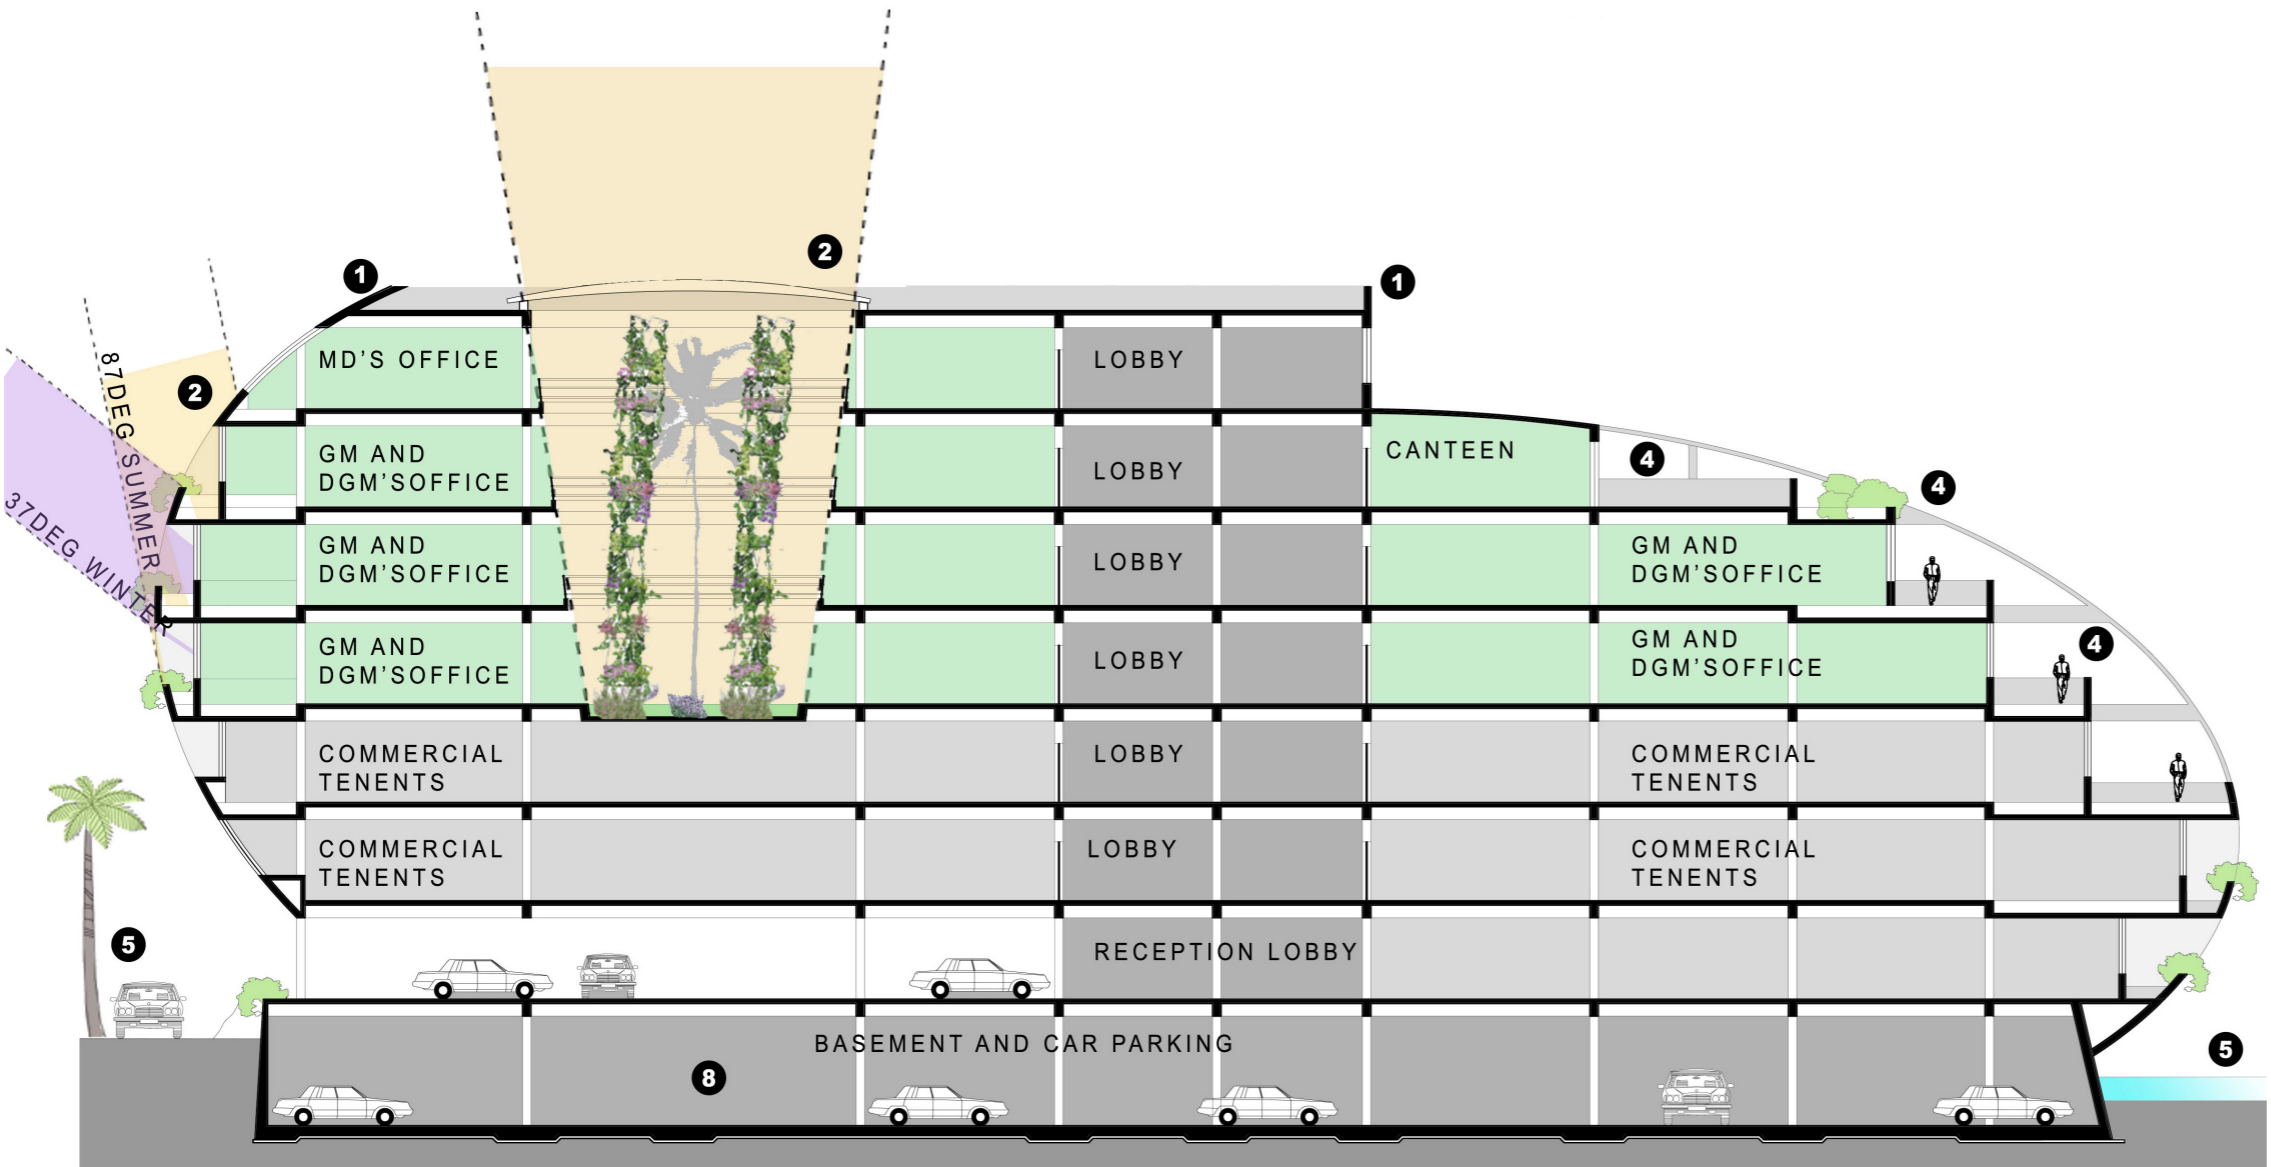 2
1
1
87DEG SUMMER
2
37DEG WINTER
MD'S OFFICE
LOBBY
GM AND
DGM'SOFFICE
LOBBY
CANTEEN
4
4
GM AND
DGM'SOFFICE
LOBBY
GM AND
DGM'SOFFICE
GM AND
DGM'SOFFICE
LOBBY
GM AND
DGM'SOFFICE
4
COMMERCIAL
TENENTS
LOBBY
COMMERCIAL
TENENTS
COMMERCIAL
TENENTS
LOBBY
COMMERCIAL
TENENTS
5
RECEPTION LOBBY
BASEMENT AND CAR PARKING
8
5